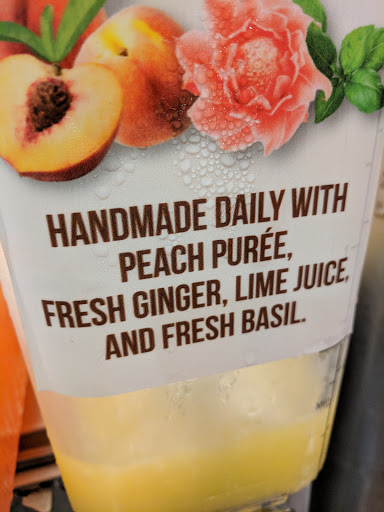 HANDMADE DAILY WITH
PEACH PURÉE,
FRESH GINGER, LIME JUICE,
AND FRESH BASIL.